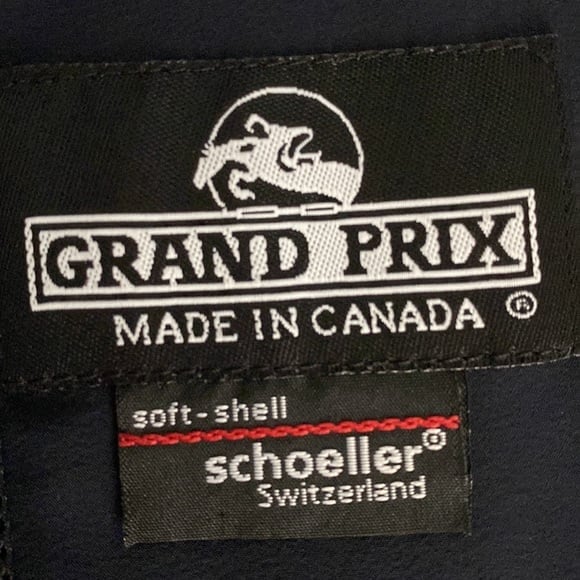 GRAND PRIX
MADE IN CANADA ®
soft-shell
schoeller®
Switzerland